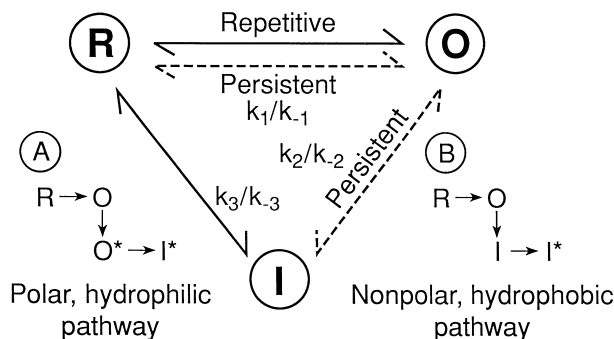 R
Repetitive
O
Persistent
k1/k-1
A
k2/k-2
Persistent
B
R → O
k3/k-3
R → O
O* → I*
I
I → I*
Polar, hydrophilic
pathway
Nonpolar, hydrophobic
pathway